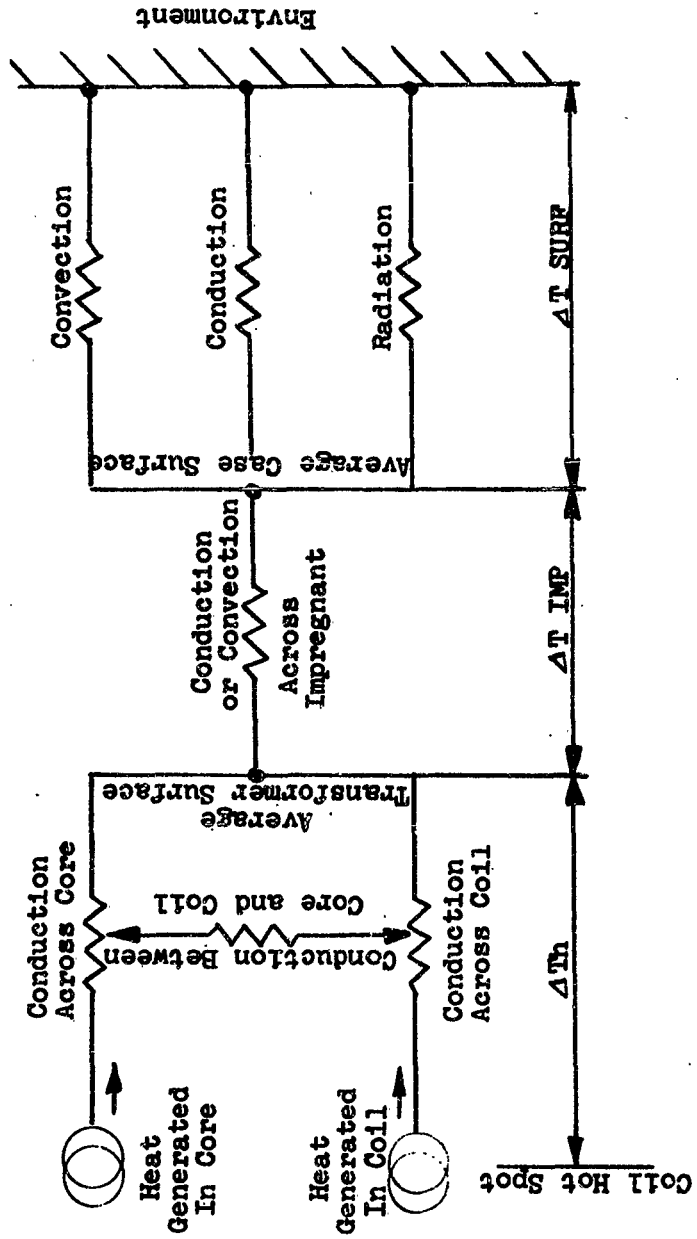 Heat
Generated
In Core
Conduction
Across Core
Conduction Between
Core and Coil
Heat
Generated
In Coil
Conduction
Across Coil
Average
Transformer Surface
Conduction
or Convection
Across
Impregnant
Average Case Surface
Convection
Conduction
Radiation
Environment
Coil Hot Spot
ΔTh
ΔT IMP
ΔT SURF